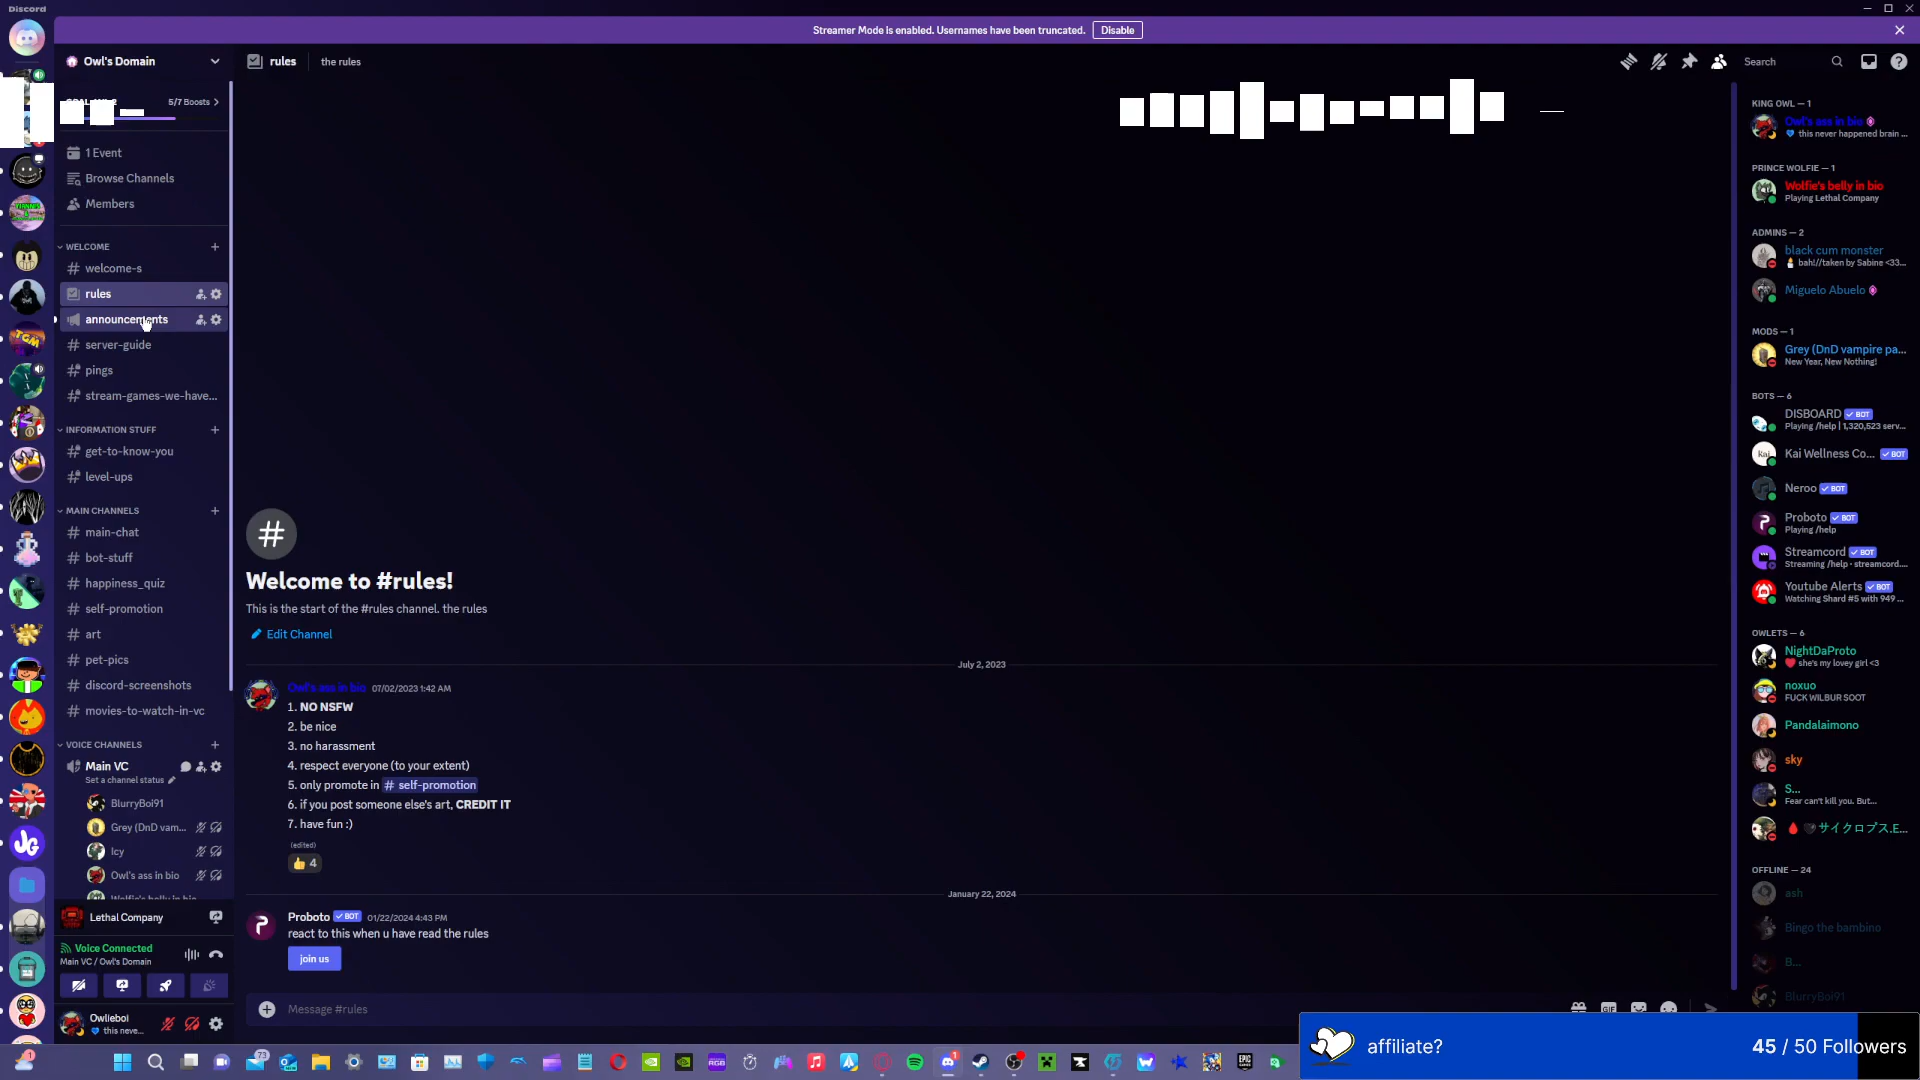 Discord
Streamer Mode is enabled. Usernames have been truncated.
Disable
Owl's Domain
5/7 Boosts
1 Event
Browse Channels
Members
WELCOME
welcome-s
rules
announcements
server-guide
pings
stream-games-we-have...
INFORMATION STUFF
get-to-know-you
level-ups
MAIN CHANNELS
main-chat
bot-stuff
happiness_quiz
self-promotion
art
pet-pics
discord-screenshots
movies-to-watch-in-vc
VOICE CHANNELS
Main VC
Set a channel status
BlurryBoi91
Grey (DnD vam...
Icy
Owl's ass in bio
Wolfie's belly in bio
Lethal Company
Voice Connected
Main VC / Owl's Domain
Owlieboi
this neve...
rules
the rules
Search
Welcome to #rules!
This is the start of the #rules channel. the rules
Edit Channel
July 2, 2023
Owl's ass in bio 07/02/2023 1:42 AM
1. NO NSFW
2. be nice
3. no harassment
4. respect everyone (to your extent)
5. only promote in # self-promotion
6. if you post someone else's art, CREDIT IT
7. have fun :)
(edited)
4
January 22, 2024
Proboto BOT 01/22/2024 4:43 PM
react to this when u have read the rules
join us
Message #rules
KING OWL — 1
Owl's ass in bio
this never happened brain ...
PRINCE WOLFIE — 1
Wolfie's belly in bio
Playing Lethal Company
ADMINS — 2
black cum monster
bah!//taken by Sabine <33...
Miguelo Abuelo
MODS — 1
Grey (DnD vampire pa...
New Year, New Nothing!
BOTS — 6
DISBOARD BOT
Playing /help | 1,320,523 serv...
Kai Wellness Co... BOT
Neroo BOT
Proboto BOT
Playing /help
Streamcord BOT
Streaming /help · streamcord....
Youtube Alerts BOT
Watching Shard #5 with 949 ...
OWLETS — 6
NightDaProto
she's my lovey girl <3
noxuo
FUCK WILBUR SOOT
Pandalaimono
sky
S...
Fear can't kill you. But...
サイクロプス.E...
OFFLINE — 24
ash
Bingo the bambino
B...
BlurryBoi91
affiliate?
45 / 50 Followers